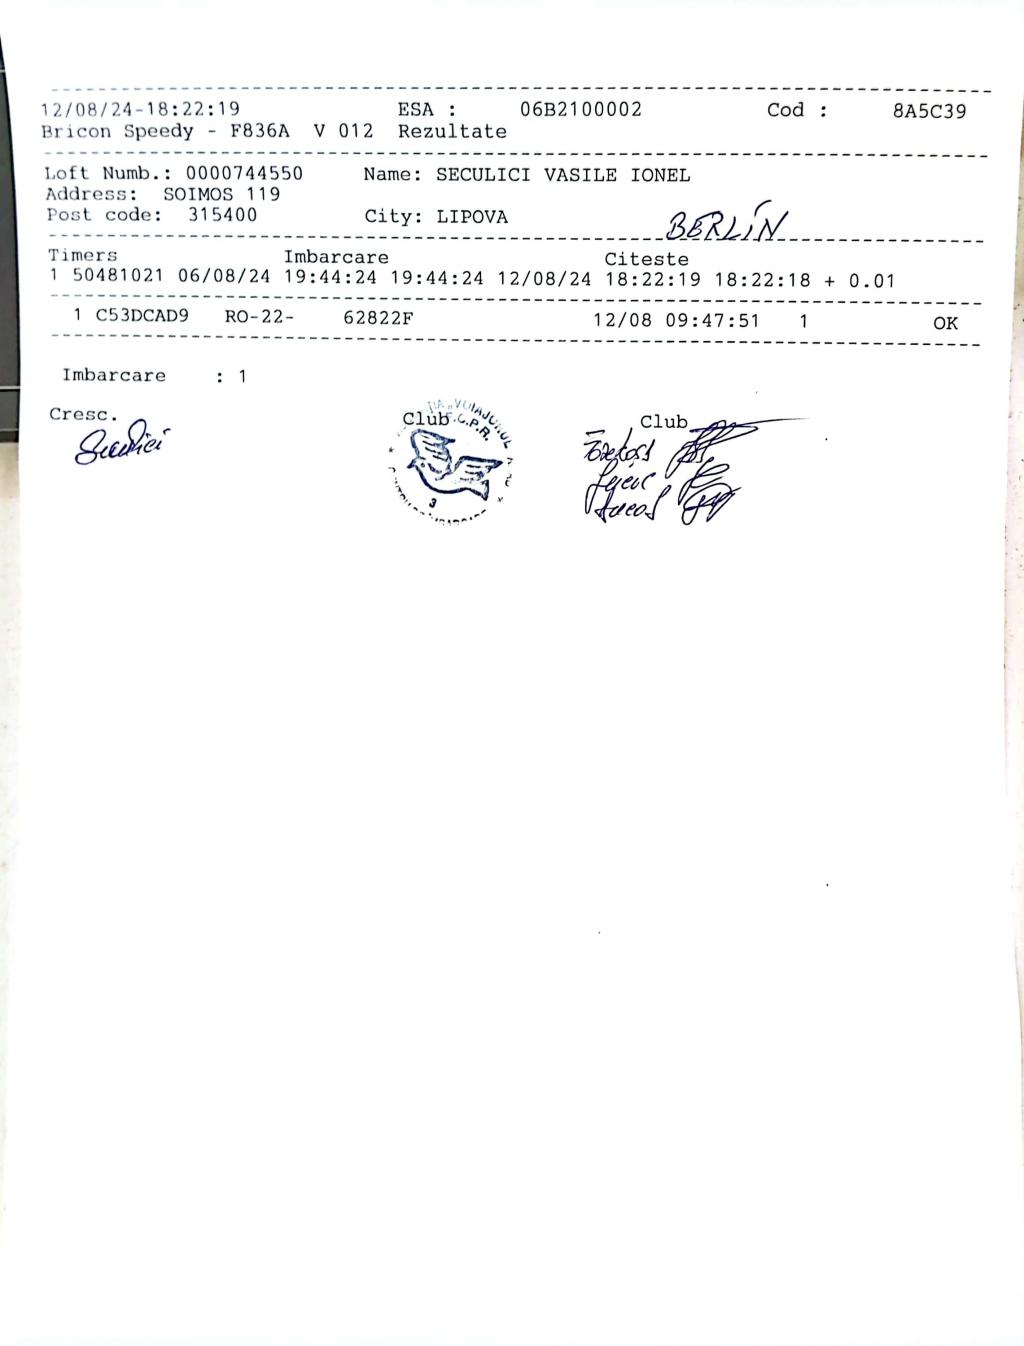 12/08/24-18:22:19 ESA : 06B2100002 Cod : 8A5C39
Bricon Speedy - F836A V 012 Rezultate
Loft Numb.: 0000744550 Name: SECULICI VASILE IONEL
Address: SOIMOS 119
Post code: 315400 City: LIPOVA
BERLIN
Timers Imbarcare Citeste
1 50481021 06/08/24 19:44:24 19:44:24 12/08/24 18:22:19 18:22:18 + 0.01
1 C53DCAD9 RO-22- 62822F 12/08 09:47:51 1 OK
Imbarcare : 1
Cresc. Club Club
C.P.R.
3